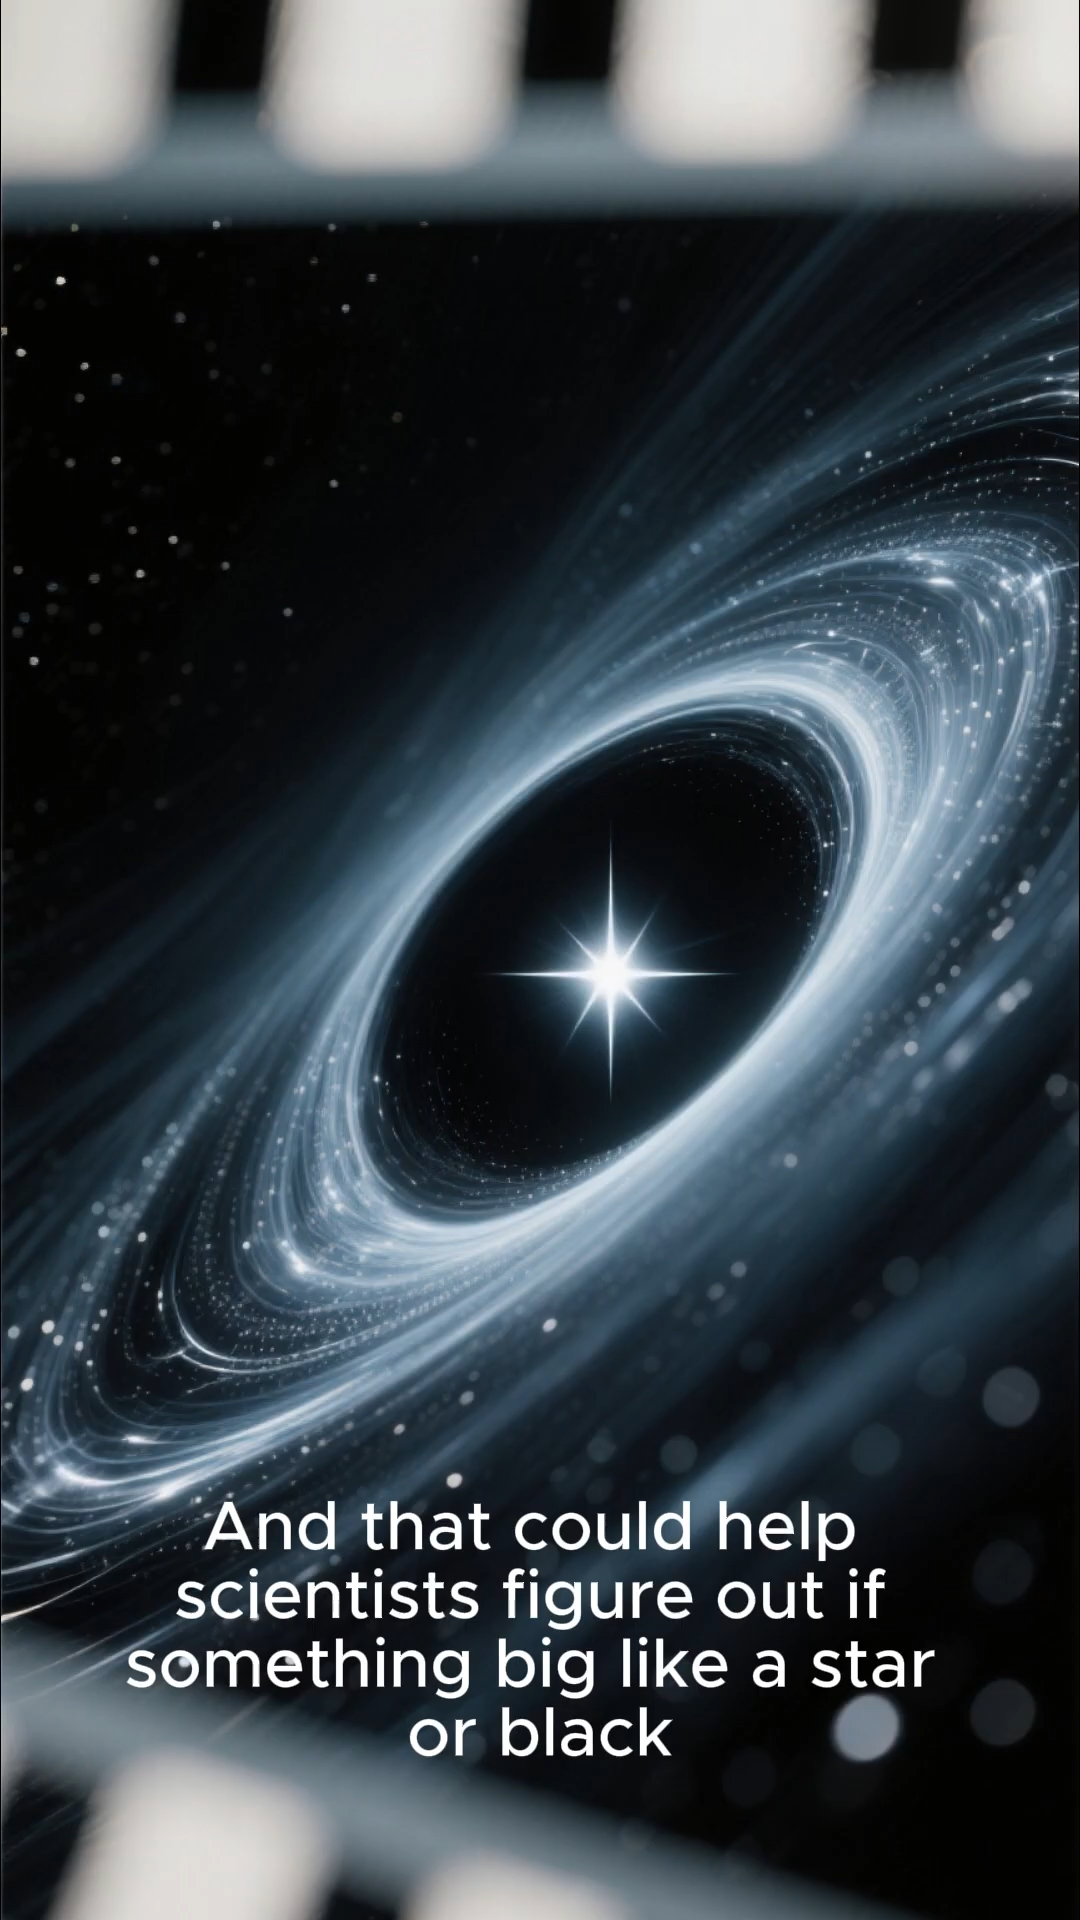 And that could help
scientists figure out if
something big like a star
or black